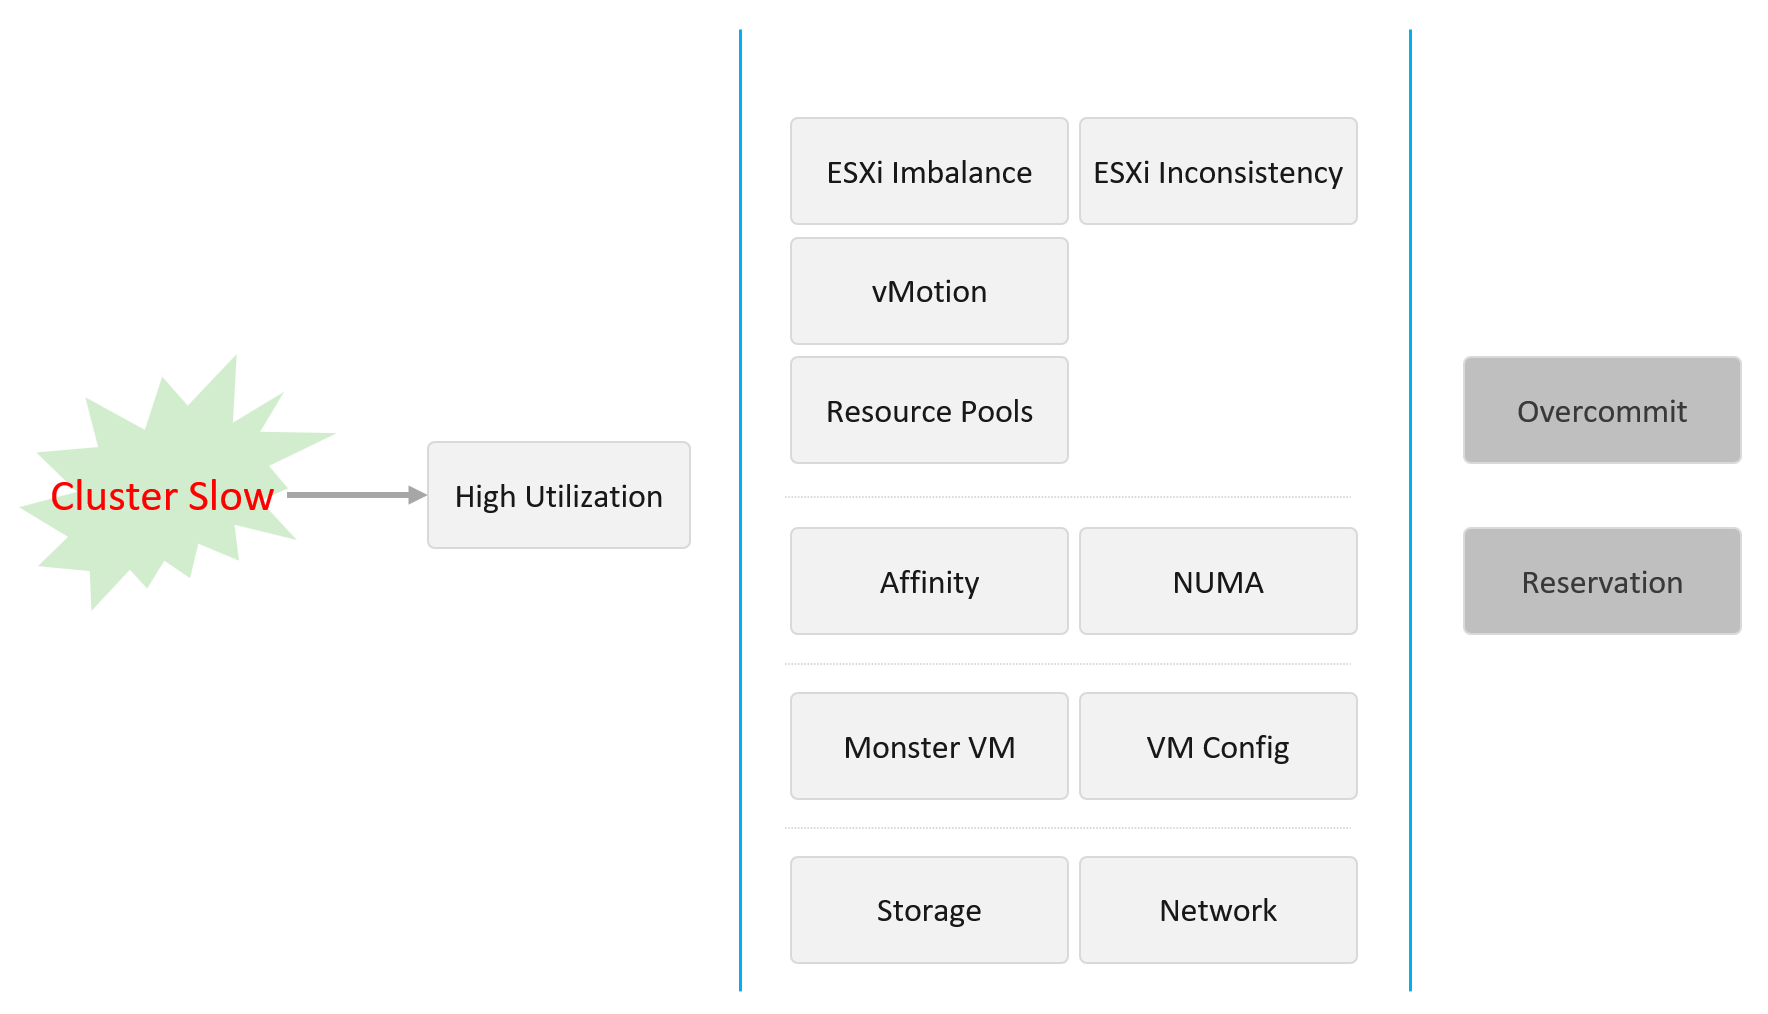 Cluster Slow
High Utilization
ESXi Imbalance
ESXi Inconsistency
vMotion
Resource Pools
Affinity
NUMA
Monster VM
VM Config
Storage
Network
Overcommit
Reservation